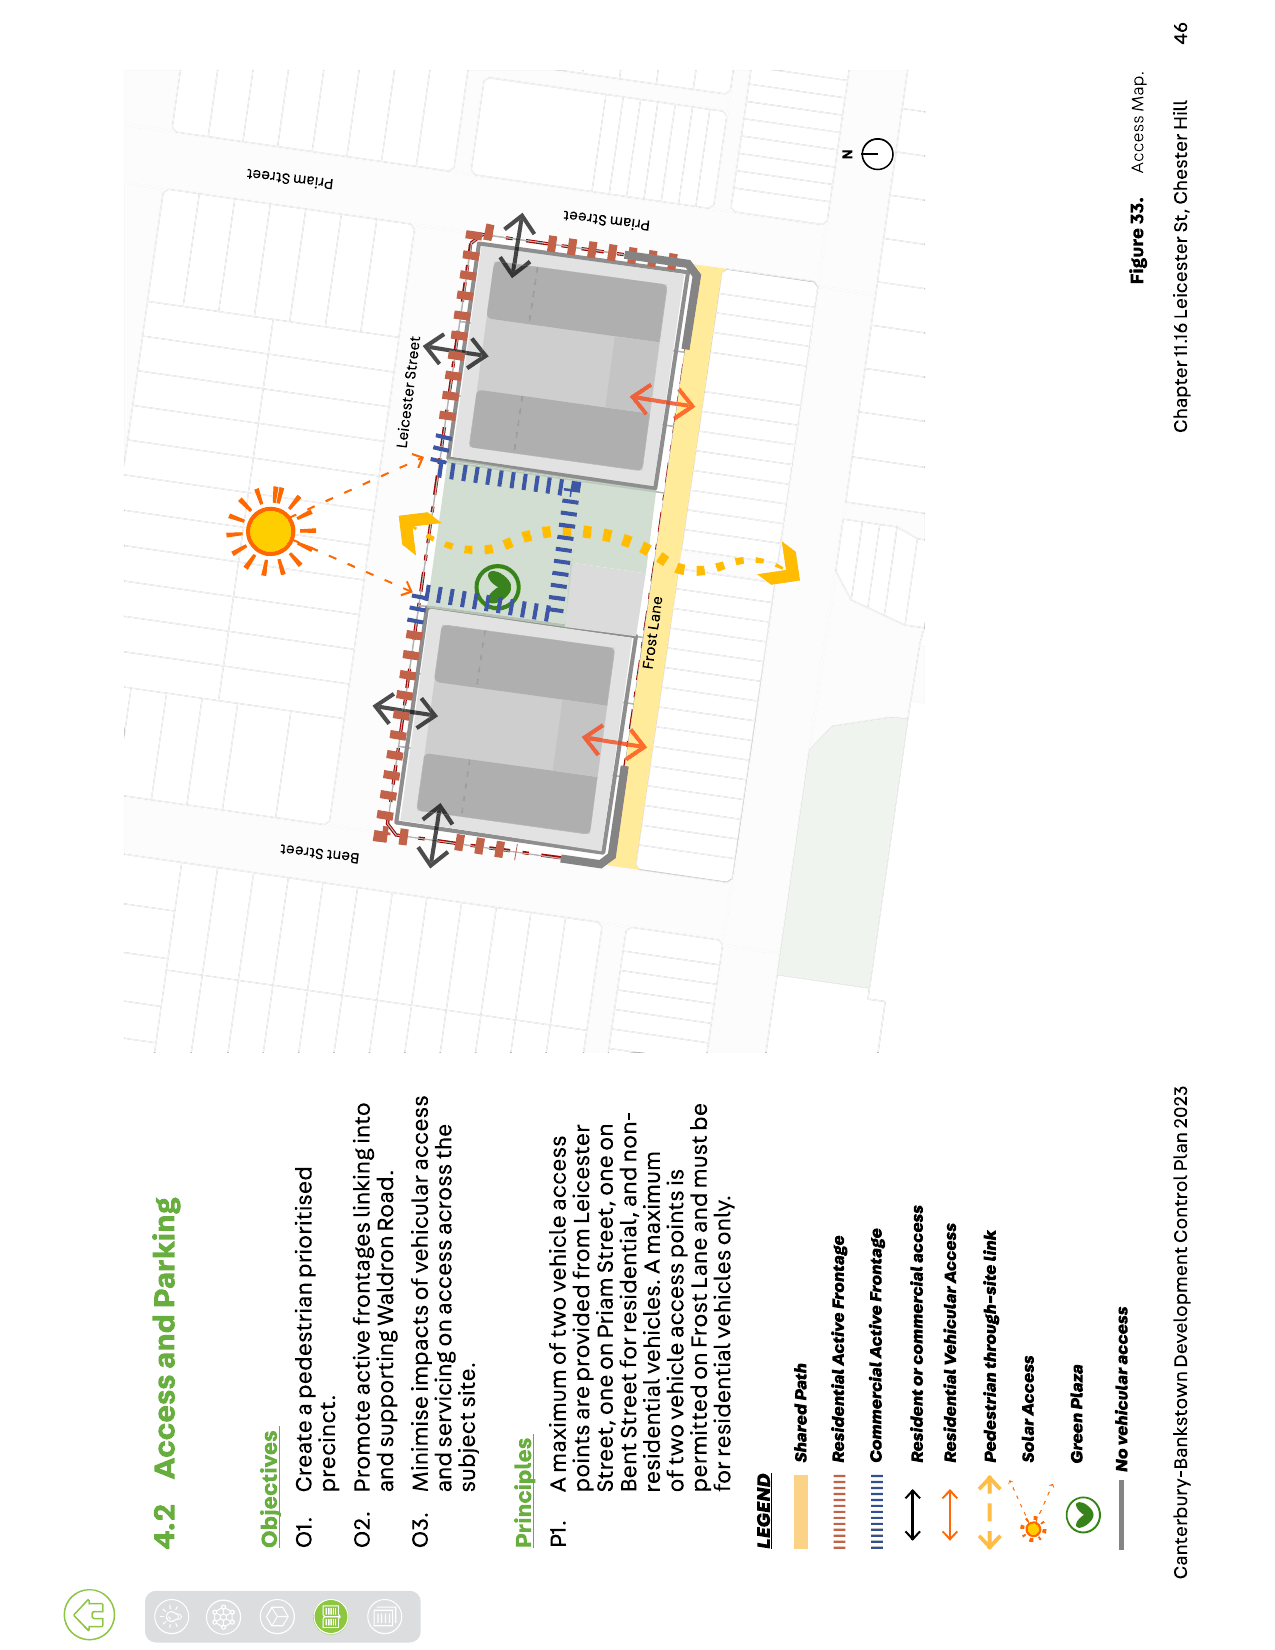 4.2 Access and Parking
Objectives
O1. Create a pedestrian prioritised
precinct.
O2. Promote active frontages linking into
and supporting Waldron Road.
O3. Minimise impacts of vehicular access
and servicing on access across the
subject site.
Principles
P1. A maximum of two vehicle access
points are provided from Leicester
Street, one on Priam Street, one on
Bent Street for residential, and non-
residential vehicles. A maximum
of two vehicle access points is
permitted on Frost Lane and must be
for residential vehicles only.
LEGEND
Shared Path
Residential Active Frontage
Commercial Active Frontage
Resident or commercial access
Residential Vehicular Access
Pedestrian through-site link
Solar Access
Green Plaza
No vehicular access
Priam Street
Priam Street
Leicester Street
Bent Street
Frost Lane
N
Figure 33. Access Map.
Canterbury-Bankstown Development Control Plan 2023
Chapter 11.16 Leicester St, Chester Hill 46